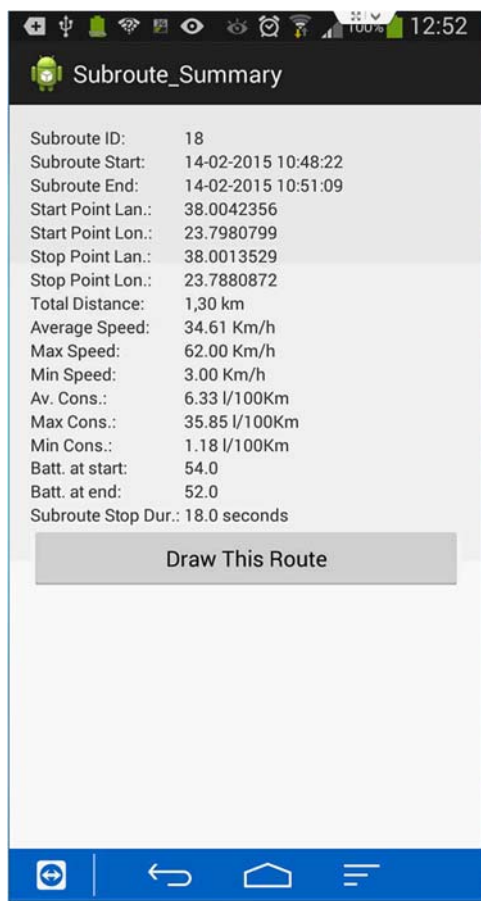 100% 12:52
Subroute_Summary
Subroute ID: 18
Subroute Start: 14-02-2015 10:48:22
Subroute End: 14-02-2015 10:51:09
Start Point Lan.: 38.0042356
Start Point Lon.: 23.7980799
Stop Point Lan.: 38.0013529
Stop Point Lon.: 23.7880872
Total Distance: 1,30 km
Average Speed: 34.61 Km/h
Max Speed: 62.00 Km/h
Min Speed: 3.00 Km/h
Av. Cons.: 6.33 l/100Km
Max Cons.: 35.85 l/100Km
Min Cons.: 1.18 l/100Km
Batt. at start: 54.0
Batt. at end: 52.0
Subroute Stop Dur.: 18.0 seconds
Draw This Route